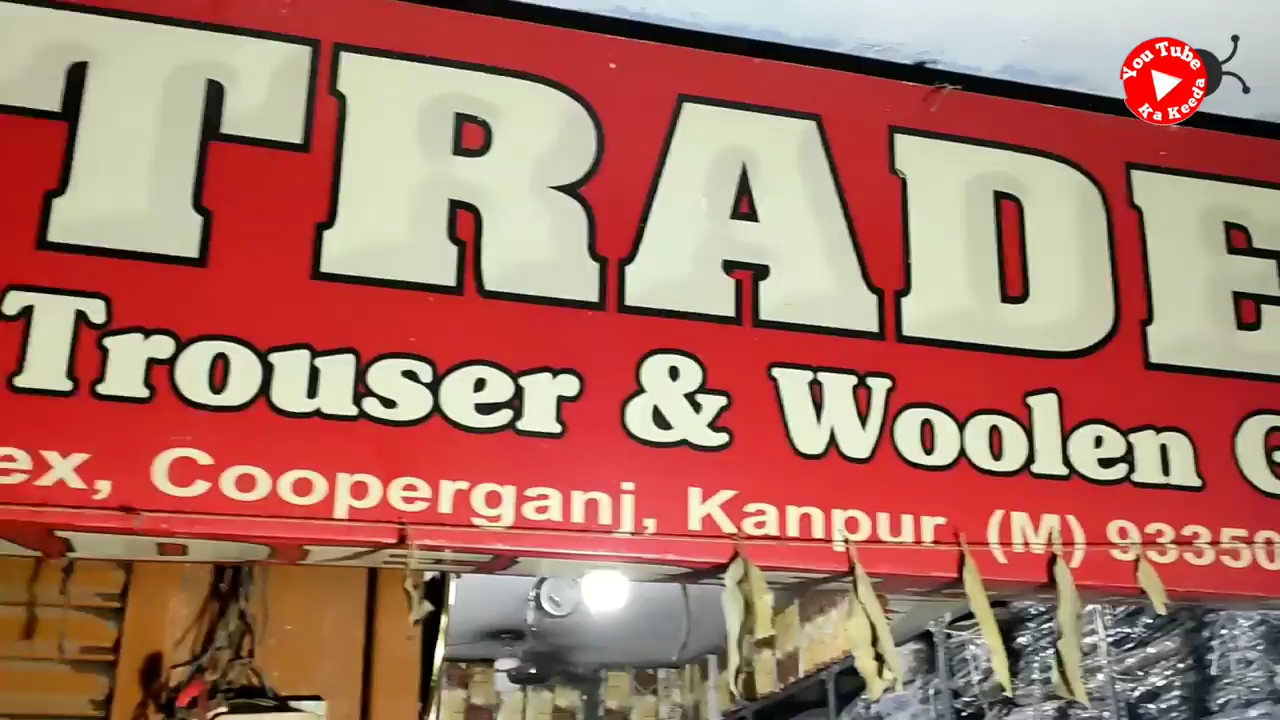 You Tube
Ka Keeda
TRADE
Trouser & Woolen G
ex, Cooperganj, Kanpur (M) 93350